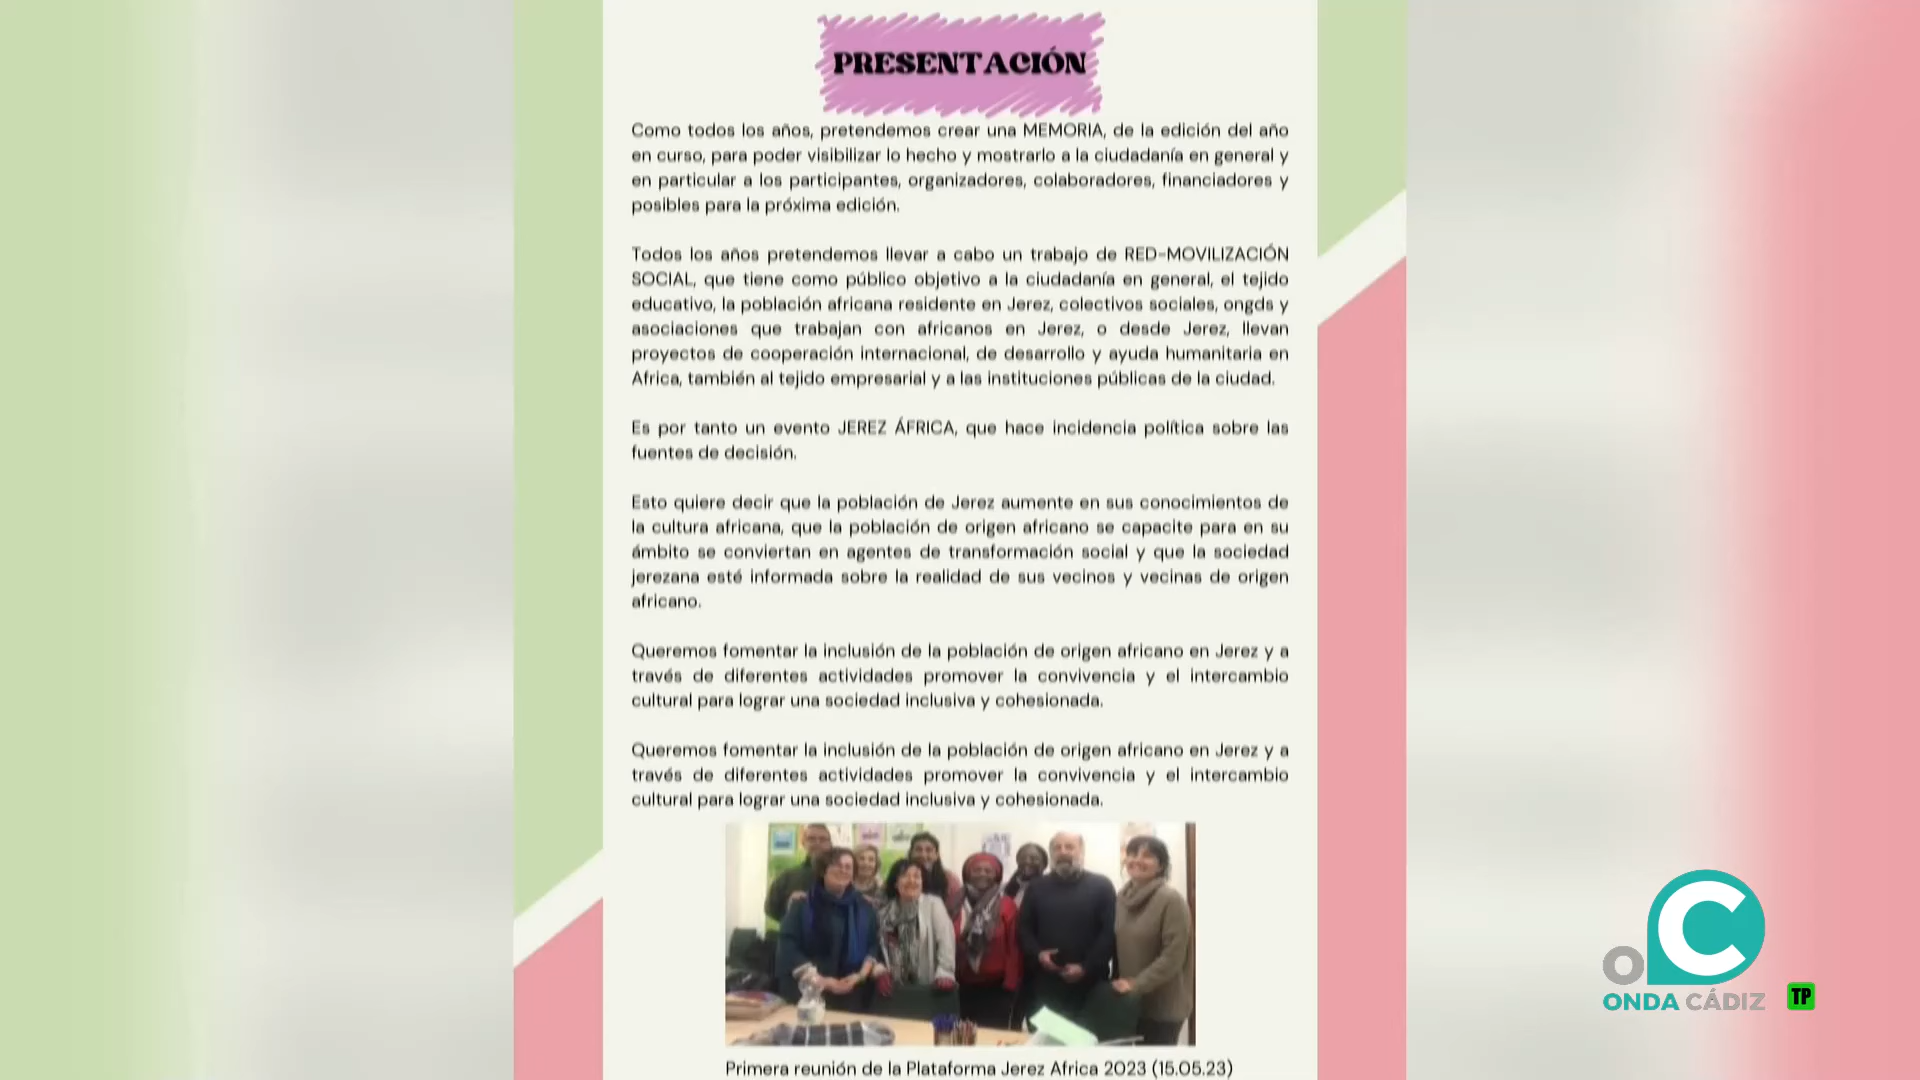 PRESENTACIÓN
Como todos los años, pretendemos crear una MEMORIA, de la edición del año
en curso, para poder visibilizar lo hecho y mostrarlo a la ciudadanía en general y
en particular a los participantes, organizadores, colaboradores, financiadores y
posibles para la próxima edición.
Todos los años pretendemos llevar a cabo un trabajo de RED-MOVILIZACIÓN
SOCIAL, que tiene como público objetivo a la ciudadanía en general, el tejido
educativo, la población africana residente en Jerez, colectivos sociales, ongds y
asociaciones que trabajan con africanos en Jerez, o desde Jerez, llevan
proyectos de cooperación internacional, de desarrollo y ayuda humanitaria en
Africa, también al tejido empresarial y a las instituciones públicas de la ciudad.
Es por tanto un evento JEREZ ÁFRICA, que hace incidencia política sobre las
fuentes de decisión.
Esto quiere decir que la población de Jerez aumente en sus conocimientos de
la cultura africana, que la población de origen africano se capacite para en su
ámbito se conviertan en agentes de transformación social y que la sociedad
jerezana esté informada sobre la realidad de sus vecinos y vecinas de origen
africano.
Queremos fomentar la inclusión de la población de origen africano en Jerez y a
través de diferentes actividades promover la convivencia y el intercambio
cultural para lograr una sociedad inclusiva y cohesionada.
Queremos fomentar la inclusión de la población de origen africano en Jerez y a
través de diferentes actividades promover la convivencia y el intercambio
cultural para lograr una sociedad inclusiva y cohesionada.
Primera reunión de la Plataforma Jerez Africa 2023 (15.05.23)
O C
ONDA CÁDIZ
TP